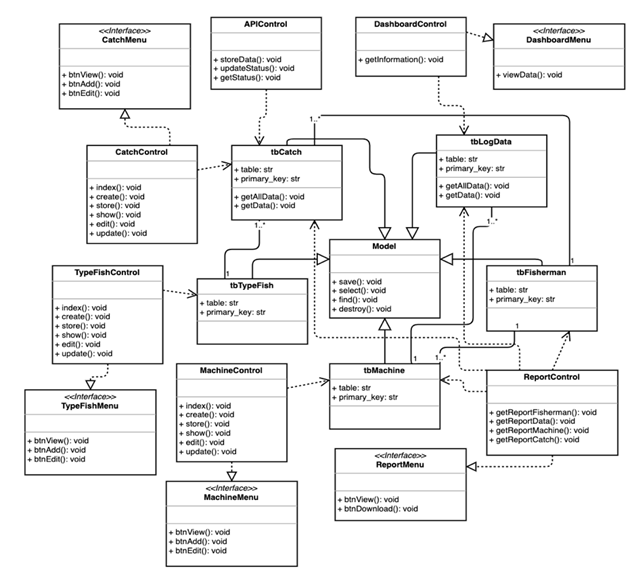 <<Interface>>
CatchMenu
+ btnView(): void
+ btnAdd(): void
+ btnEdit(): void
APIControl
+ storeData(): void
+ updateStatus(): void
+ getStatus(): void
DashboardControl
+ getInformation(): void
<<Interface>>
DashboardMenu
+ viewData(): void
CatchControl
+ index(): void
+ create(): void
+ store(): void
+ show(): void
+ edit(): void
+ update(): void
1..*
tbCatch
+ table: str
+ primary_key: str
+ getAllData(): void
+ getData(): void
1..*
tbLogData
+ table: str
+ primary_key: str
+ getAllData(): void
+ getData(): void
1..*
Model
+ save(): void
+ select(): void
+ find(): void
+ destroy(): void
TypeFishControl
+ index(): void
+ create(): void
+ store(): void
+ show(): void
+ edit(): void
+ update(): void
1
tbTypeFish
+ table: str
+ primary_key: str
1
tbFisherman
+ table: str
+ primary_key: str
1
<<Interface>>
TypeFishMenu
+ btnView(): void
+ btnAdd(): void
+ btnEdit(): void
MachineControl
+ index(): void
+ create(): void
+ store(): void
+ show(): void
+ edit(): void
+ update(): void
1
1..*
tbMachine
+ table: str
+ primary_key: str
ReportControl
+ getReportFisherman(): void
+ getReportData(): void
+ getReportMachine(): void
+ getReportCatch(): void
<<Interface>>
MachineMenu
+ btnView(): void
+ btnAdd(): void
+ btnEdit(): void
<<Interface>>
ReportMenu
+ btnView(): void
+ btnDownload(): void